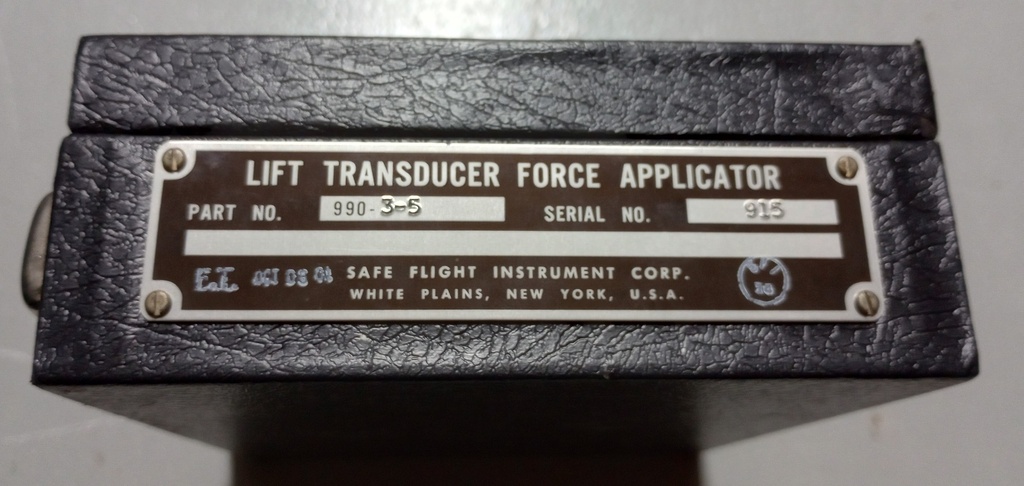 LIFT TRANSDUCER FORCE APPLICATOR
PART NO. 990-3-5 SERIAL NO. 915
E.I. SAFE FLIGHT INSTRUMENT CORP.
WHITE PLAINS, NEW YORK, U.S.A.